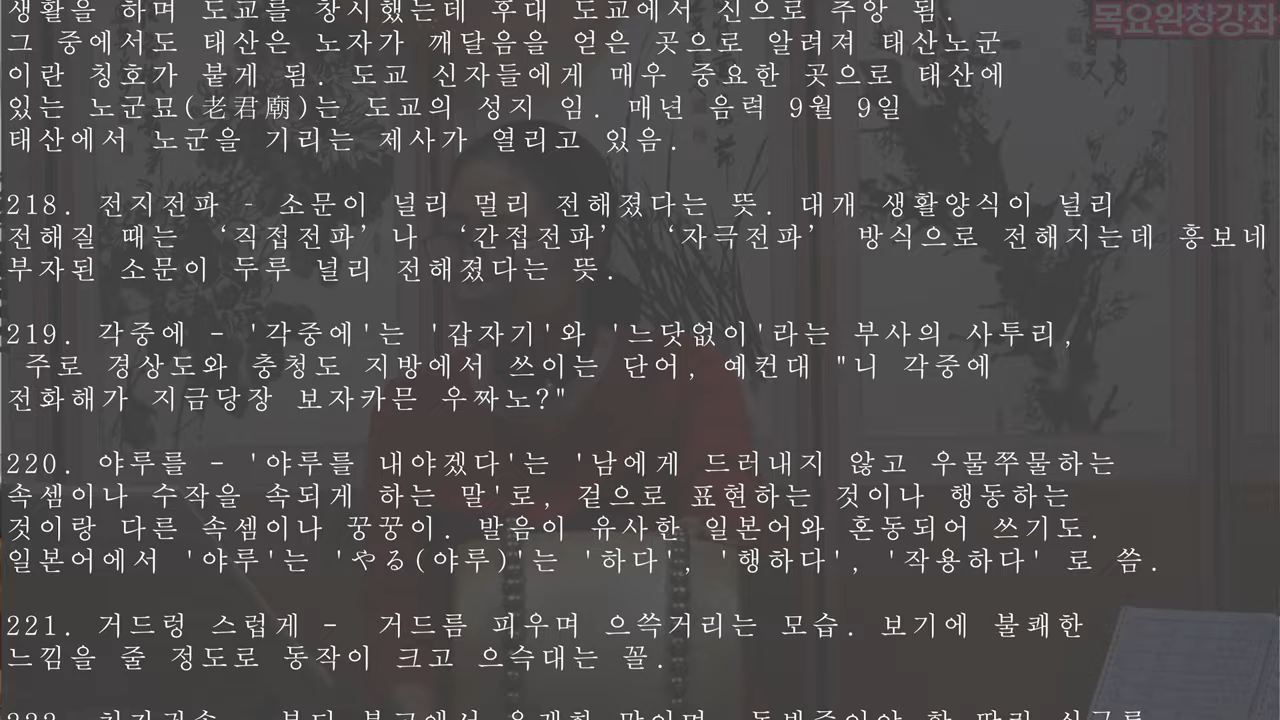 생활을 하며 도교를 창시했는데 후대 도교에서 신으로 추앙 됨.
목요완창강좌
그 중에서도 태산은 노자가 깨달음을 얻은 곳으로 알려져 태산노군
이란 칭호가 붙게 됨. 도교 신자들에게 매우 중요한 곳으로 태산에
있는 노군묘(老君廟)는 도교의 성지 임. 매년 음력 9월 9일
태산에서 노군을 기리는 제사가 열리고 있음.
218. 전지전파 - 소문이 널리 멀리 전해졌다는 뜻. 대개 생활양식이 널리
전해질 때는 ‘직접전파’나 ‘간접전파’ ‘자극전파’ 방식으로 전해지는데 흥보네
부자된 소문이 두루 널리 전해졌다는 뜻.
219. 각중에 - '각중에'는 '갑자기'와 '느닷없이'라는 부사의 사투리,
주로 경상도와 충청도 지방에서 쓰이는 단어, 예컨대 "니 각중에
전화해가 지금당장 보자카믄 우짜노?"
220. 야루를 - '야루를 내야겠다'는 '남에게 드러내지 않고 우물쭈물하는
속셈이나 수작을 속되게 하는 말'로, 겉으로 표현하는 것이나 행동하는
것이랑 다른 속셈이나 꿍꿍이. 발음이 유사한 일본어와 혼동되어 쓰기도.
일본어에서 '야루'는 'やる(야루)'는 '하다', '행하다', '작용하다' 로 씀.
221. 거드렁 스럽게 - 거드름 피우며 으쓱거리는 모습. 보기에 불쾌한
느낌을 줄 정도로 동작이 크고 으슥대는 꼴.